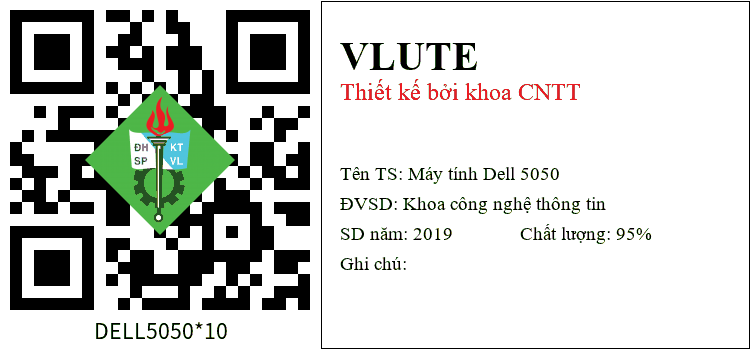 ĐH KT
SP VL
DELL5050*10
VLUTE
Thiết kế bởi khoa CNTT
Tên TS: Máy tính Dell 5050
ĐVSD: Khoa công nghệ thông tin
SD năm: 2019 Chất lượng: 95%
Ghi chú: